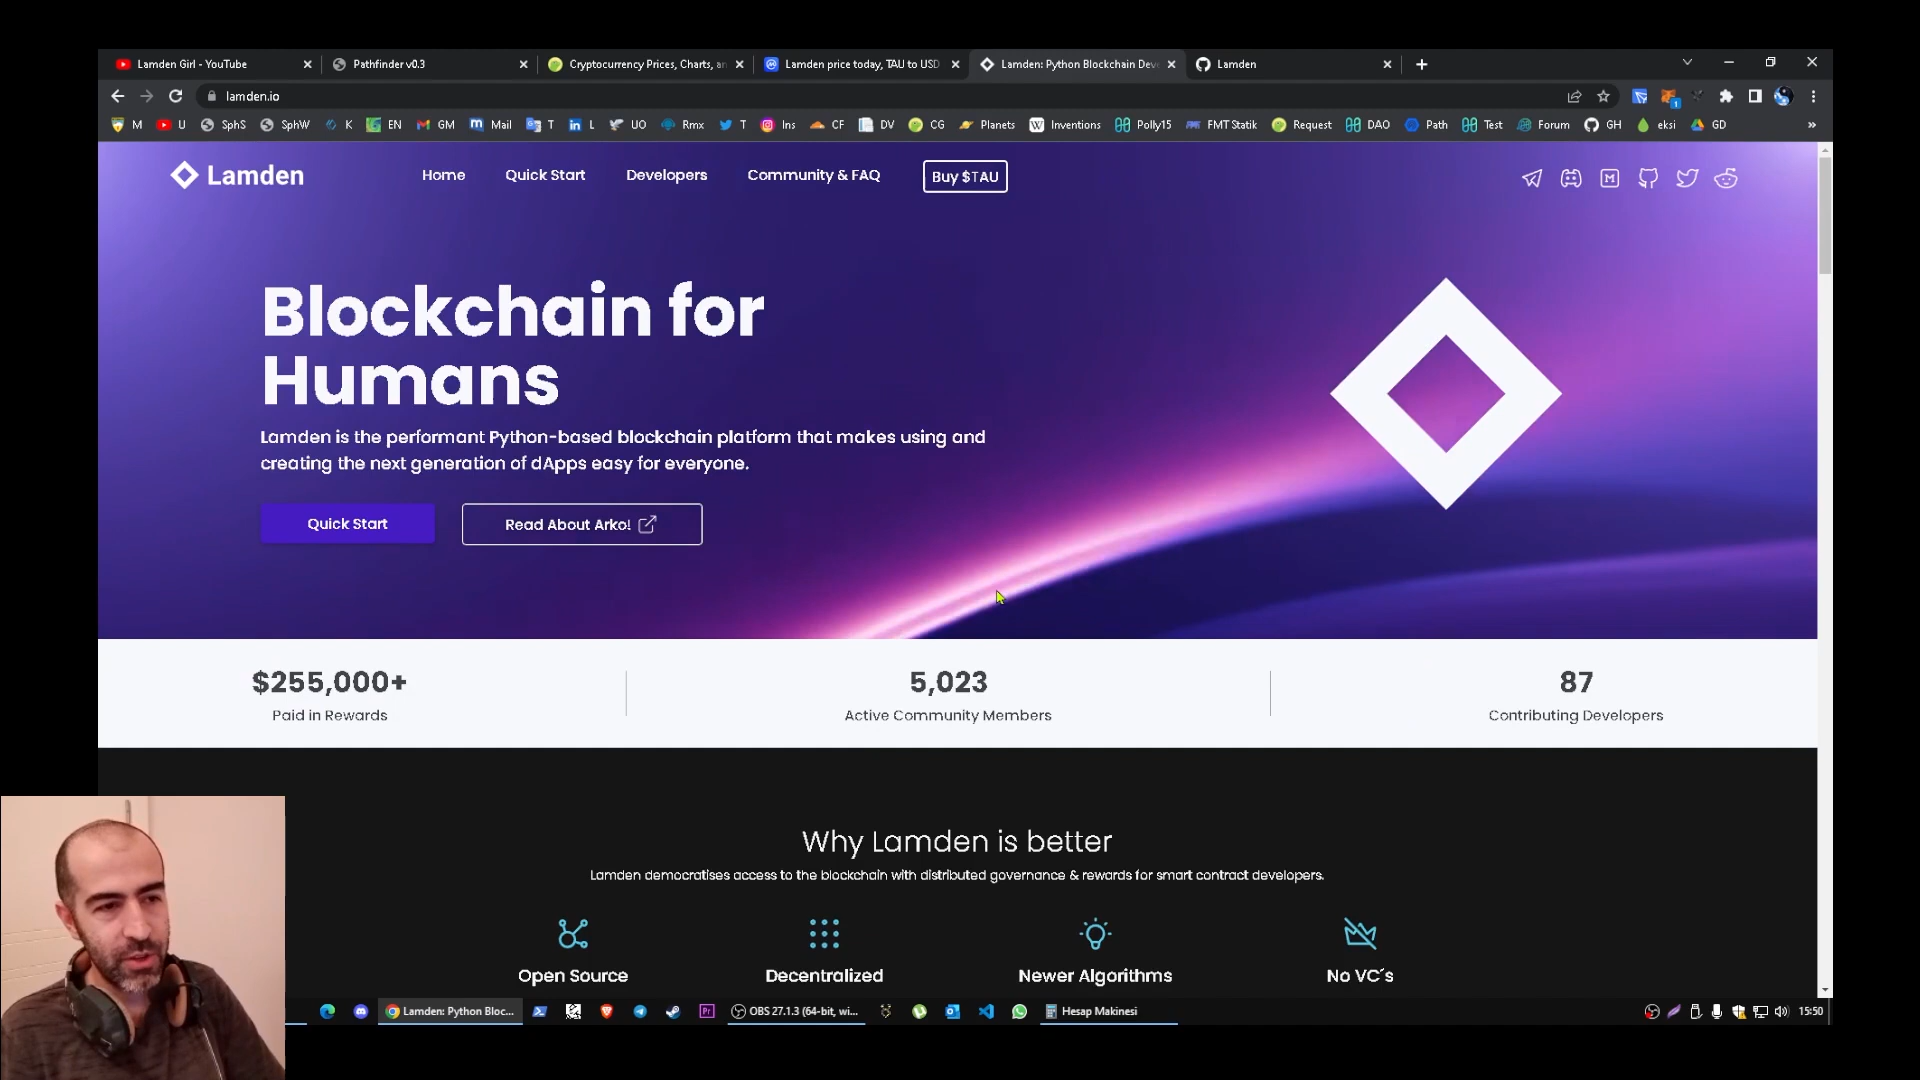 Lamden Girl - YouTube
Pathfinder v0.3
Cryptocurrency Prices, Charts, an
Lamden price today, TAU to USD
Lamden: Python Blockchain Deve
Lamden
lamden.io
M
U
SphS
SphW
K
EN
GM
Mail
T
L
UO
Rmx
T
Ins
CF
DV
CG
Planets
Inventions
Polly15
FMT Statik
Request
DAO
Path
Test
Forum
GH
eksi
GD
»
Lamden
Home
Quick Start
Developers
Community & FAQ
Buy $TAU
Blockchain for
Humans
Lamden is the performant Python-based blockchain platform that makes using and
creating the next generation of dApps easy for everyone.
Quick Start
Read About Arko!
$255,000+
Paid in Rewards
5,023
Active Community Members
87
Contributing Developers
Why Lamden is better
Lamden democratises access to the blockchain with distributed governance & rewards for smart contract developers.
Open Source
Decentralized
Newer Algorithms
No VC´s
Lamden: Python Bloc...
OBS 27.1.3 (64-bit, wi...
Hesap Makinesi
15:50